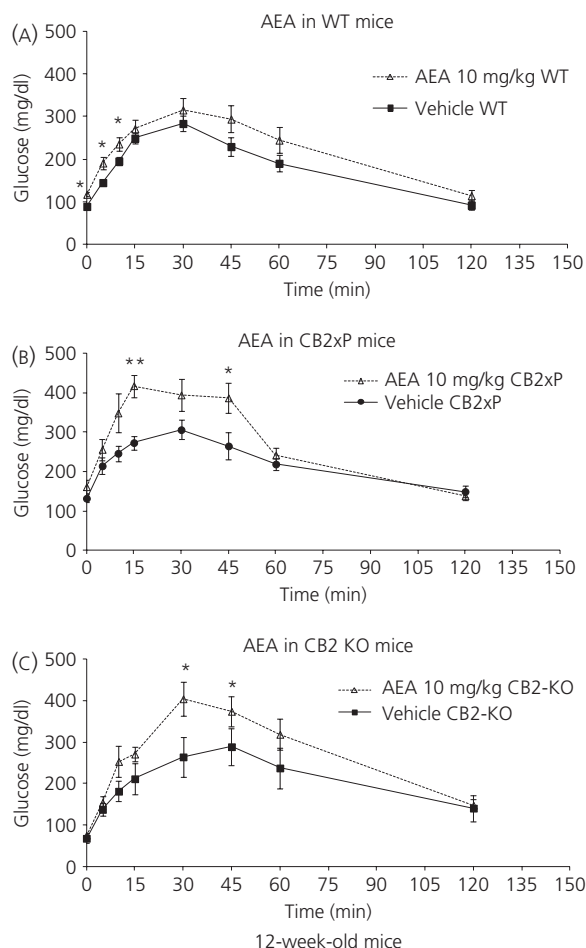 (A)
AEA in WT mice
500
400
300
200
100
0
Glucose (mg/dl)
*
*
*
AEA 10 mg/kg WT
Vehicle WT
0 15 30 45 60 75 90 105 120 135 150
Time (min)
(B)
AEA in CB2xP mice
500
400
300
200
100
0
Glucose (mg/dl)
**
*
AEA 10 mg/kg CB2xP
Vehicle CB2xP
0 15 30 45 60 75 90 105 120 135 150
Time (min)
(C)
AEA in CB2 KO mice
500
400
300
200
100
0
Glucose (mg/dl)
*
*
AEA 10 mg/kg CB2-KO
Vehicle CB2-KO
0 15 30 45 60 75 90 105 120 135 150
Time (min)
12-week-old mice